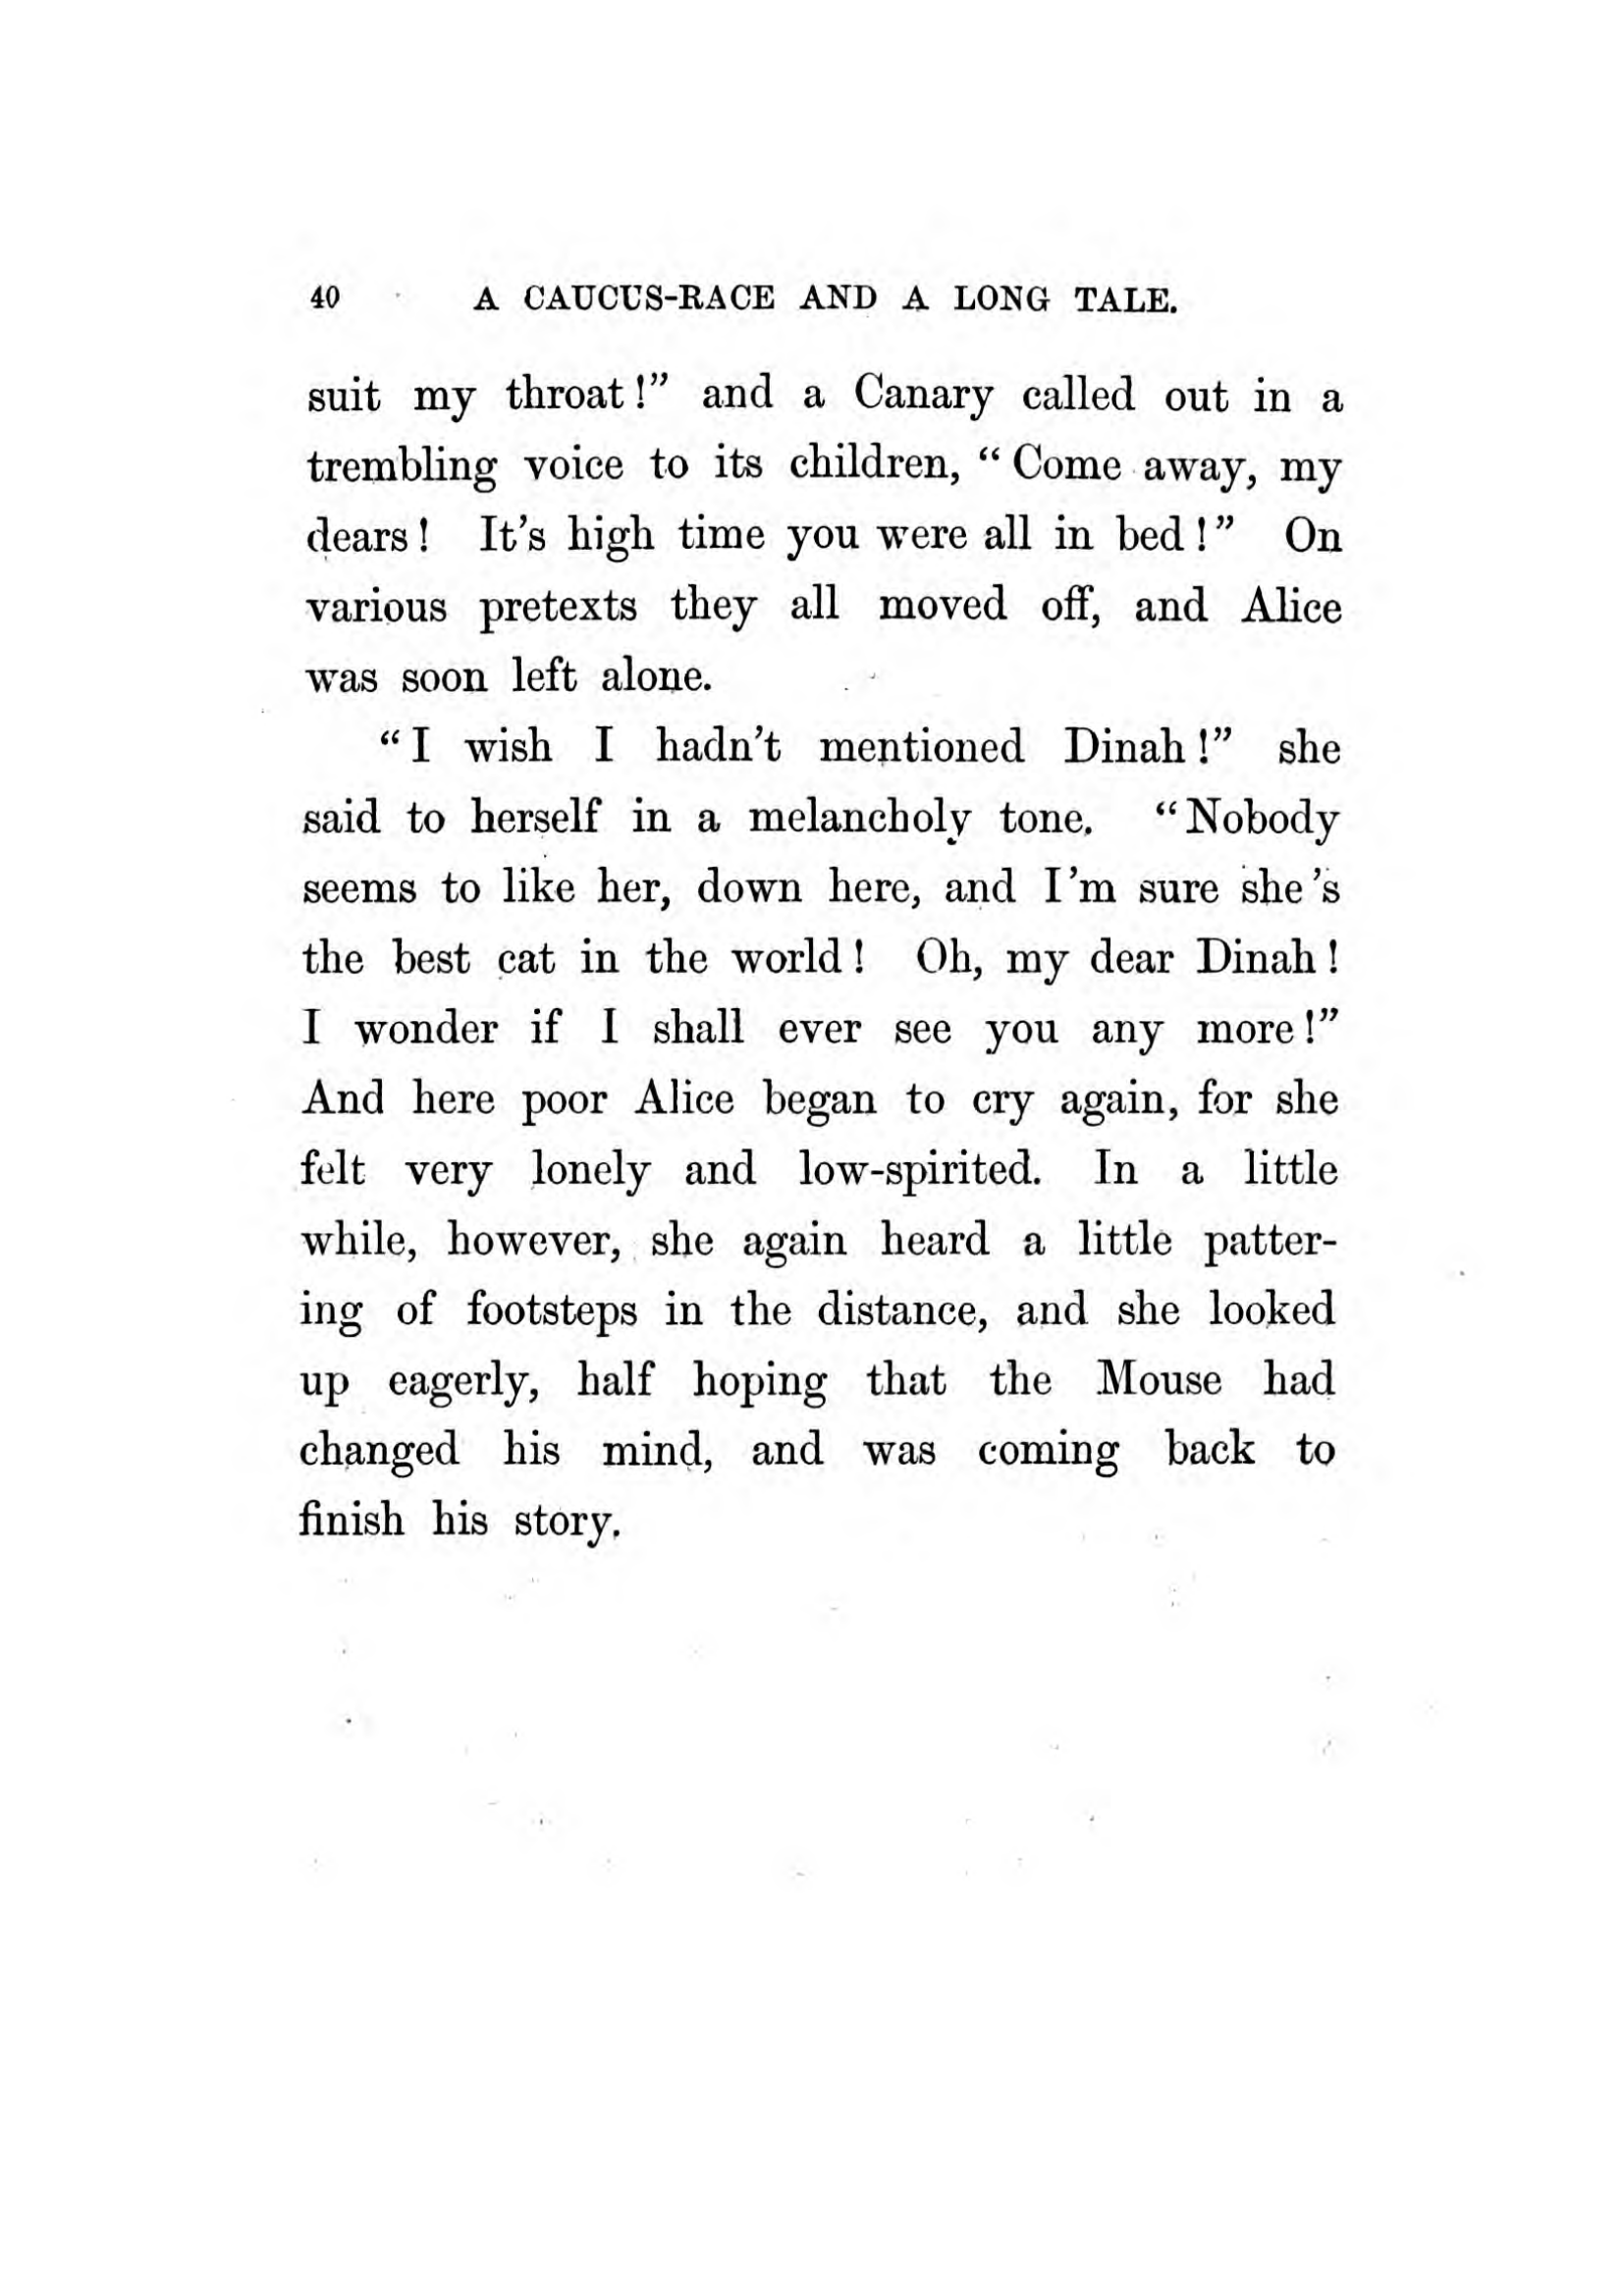 40 A CAUCUS-RACE AND A LONG TALE.
suit my throat!” and a Canary called out in a
trembling voice to its children, “Come away, my
dears! It’s high time you were all in bed!” On
various pretexts they all moved off, and Alice
was soon left alone.
“I wish I hadn’t mentioned Dinah!” she
said to herself in a melancholy tone. “Nobody
seems to like her, down here, and I’m sure she’s
the best cat in the world! Oh, my dear Dinah!
I wonder if I shall ever see you any more!”
And here poor Alice began to cry again, for she
felt very lonely and low-spirited. In a little
while, however, she again heard a little patter-
ing of footsteps in the distance, and she looked
up eagerly, half hoping that the Mouse had
changed his mind, and was coming back to
finish his story.